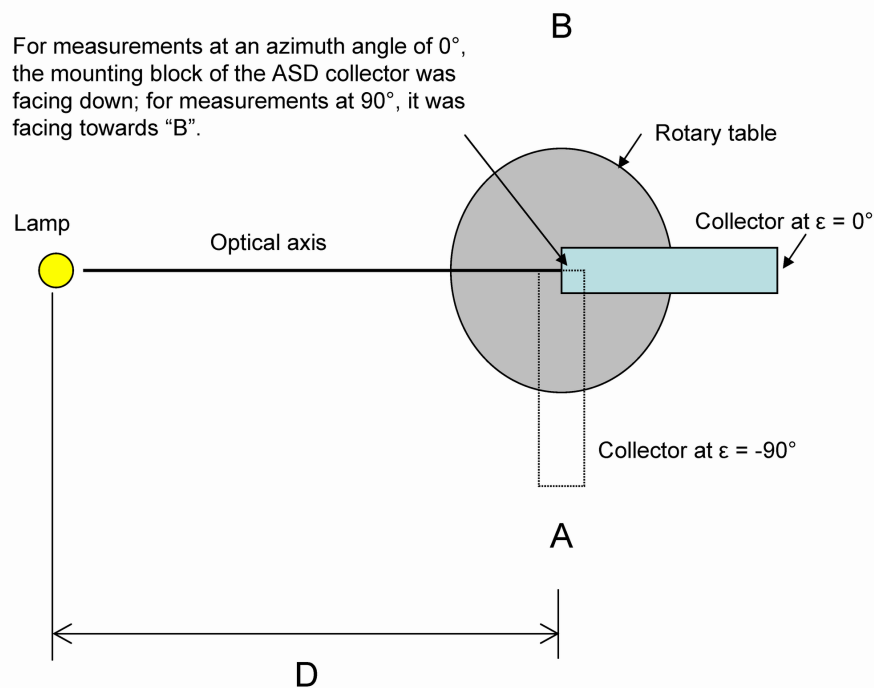 B
For measurements at an azimuth angle of 0°,
the mounting block of the ASD collector was
facing down; for measurements at 90°, it was
facing towards “B”.
Rotary table
Lamp
Collector at ε = 0°
Optical axis
Collector at ε = -90°
A
D